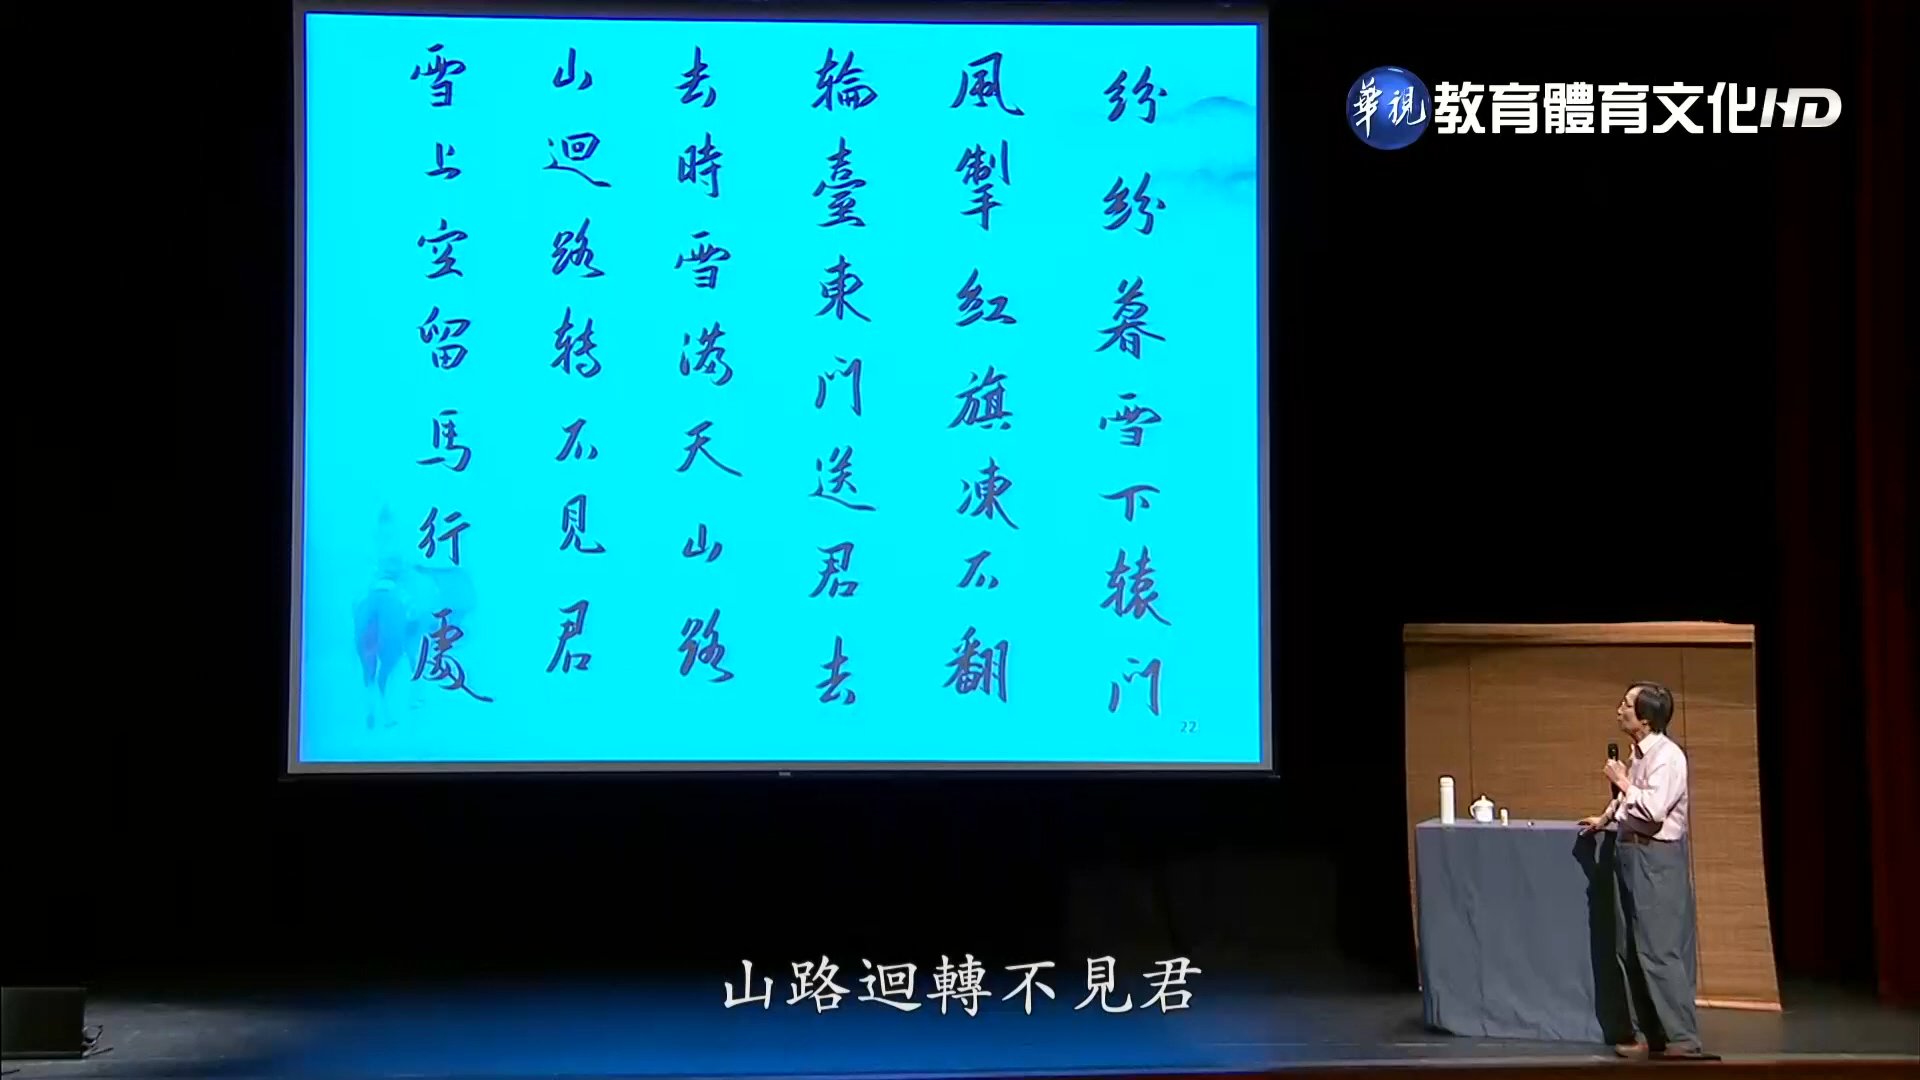 紛紛暮雪下轅門
風掣紅旗凍不翻
輪臺東門送君去
去時雪滿天山路
山迴路轉不見君
雪上空留馬行處
22
華視 教育體育文化HD
山路迴轉不見君